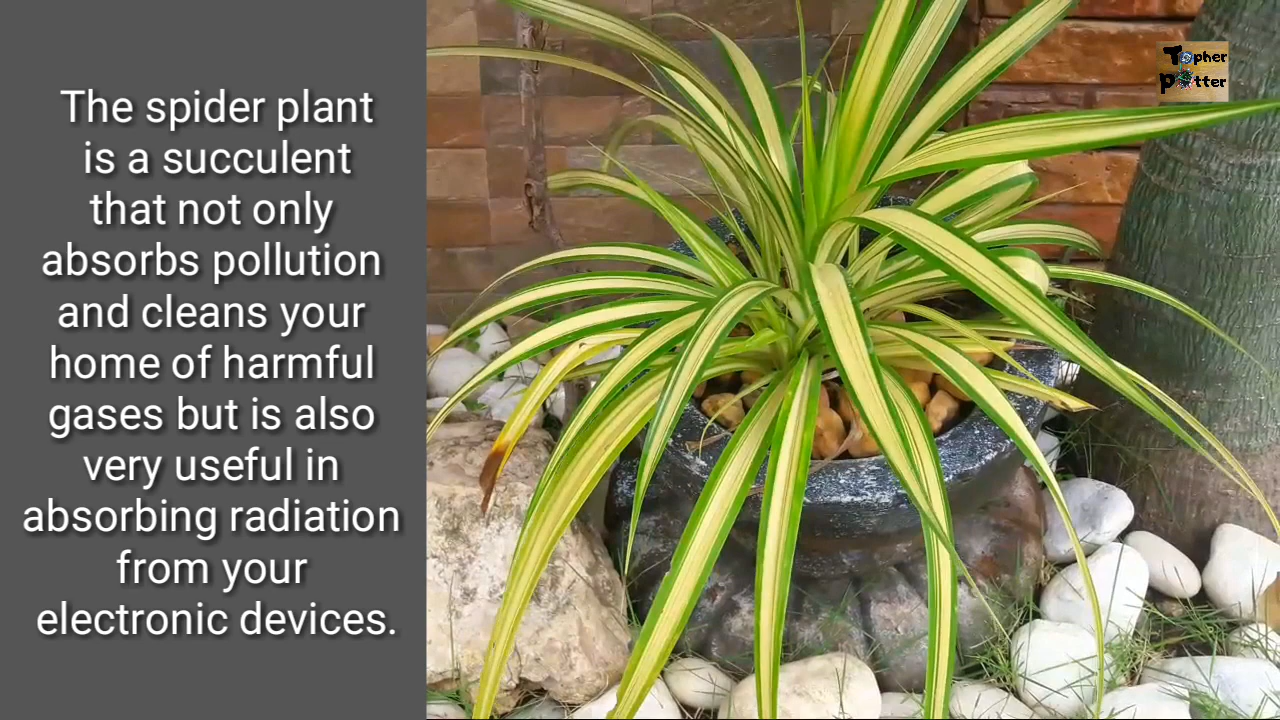 The spider plant
is a succulent
that not only
absorbs pollution
and cleans your
home of harmful
gases but is also
very useful in
absorbing radiation
from your
electronic devices.
Topher
Potter